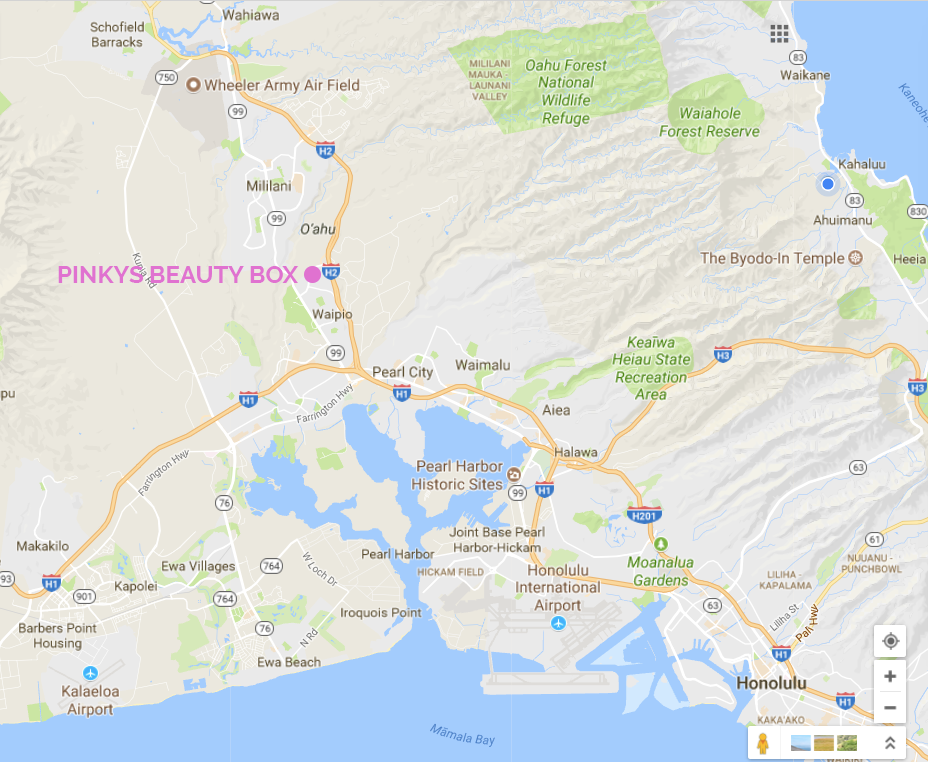 Wahiawa
Schofield
Barracks
83
Waikane
750
Wheeler Army Air Field
MILILANI
MAUKA -
LAUNANI
VALLEY
Oahu Forest
National
Wildlife
Refuge
Waiahole
Forest Reserve
99
H2
Kahaluu
Mililani
99
83
830
Ahuimanu
O'ahu
Kunia Rd
The Byodo-In Temple
Heeia
PINKYS BEAUTY BOX
H2
Waipio
99
Keaīwa
Heiau State
Recreation
Area
H3
Pearl City
Waimalu
H3
H1
H1
Farrington Hwy
Aiea
Halawa
Farrington Hwy
Pearl Harbor
Historic Sites
63
99
H1
76
H201
Joint Base Pearl
Harbor-Hickam
61
Makakilo
Pearl Harbor
Moanalua
Gardens
NUUANU -
PUNCHBOWL
Ewa Villages
764
W Loch Dr
HICKAM FIELD
Honolulu
International
Airport
LILIHA -
KAPALAMA
93
H1
Kapolei
901
764
Iroquois Point
63
Liliha St
Pali Hwy
Barbers Point
Housing
76
N Rd
H1
Ewa Beach
Kalaeloa
Airport
Honolulu
H1
KAKA'AKO
Māmala Bay